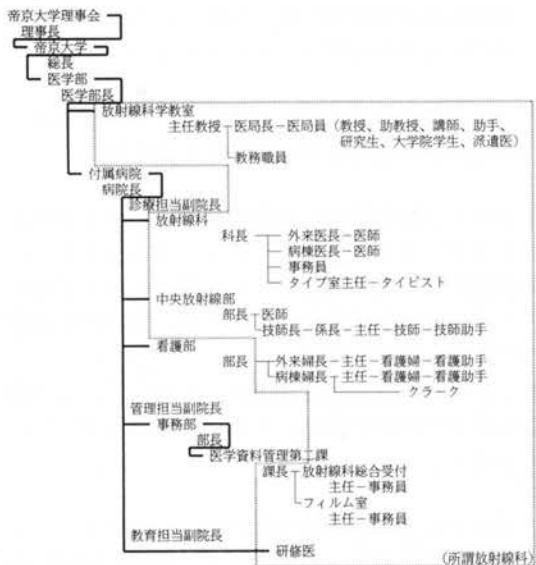 帝京大学理事会
理事長
帝京大学
総長
医学部
医学部長
放射線科学教室
主任教授-医局長-医局員(教授、助教授、講師、助手、
研究生、大学院学生、派遣医)
教務職員
付属病院
病院長
診療担当副院長
放射線科
科長 外来医長-医師
病棟医長-医師
事務員
タイプ室主任-タイピスト
中央放射線部
部長-医師
技師長-係長-主任-技師-技師助手
看護部
部長 外来婦長-主任-看護婦-看護助手
病棟婦長-主任-看護婦-看護助手
クラーク
管理担当副院長
事務部
部長
医学資料管理第二課
課長-放射線科総合受付
主任-事務員
フィルム室
主任-事務員
教育担当副院長
研修医
(所謂放射線科)